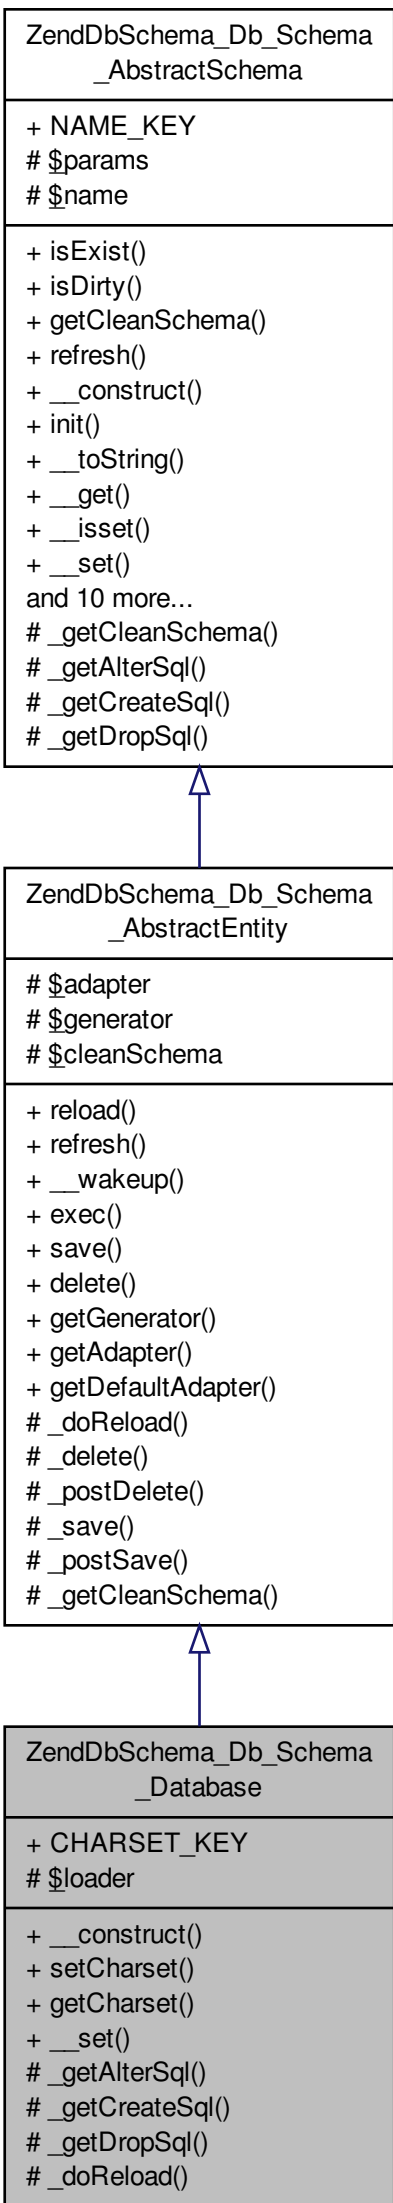 ZendDbSchema_Db_Schema
_AbstractSchema
+ NAME_KEY
# $params
# $name
+ isExist()
+ isDirty()
+ getCleanSchema()
+ refresh()
+ __construct()
+ init()
+ __toString()
+ __get()
+ __isset()
+ __set()
and 10 more...
# _getCleanSchema()
# _getAlterSql()
# _getCreateSql()
# _getDropSql()
ZendDbSchema_Db_Schema
_AbstractEntity
# $adapter
# $generator
# $cleanSchema
+ reload()
+ refresh()
+ __wakeup()
+ exec()
+ save()
+ delete()
+ getGenerator()
+ getAdapter()
+ getDefaultAdapter()
# _doReload()
# _delete()
# _postDelete()
# _save()
# _postSave()
# _getCleanSchema()
ZendDbSchema_Db_Schema
_Database
+ CHARSET_KEY
# $loader
+ __construct()
+ setCharset()
+ getCharset()
+ __set()
# _getAlterSql()
# _getCreateSql()
# _getDropSql()
# _doReload()